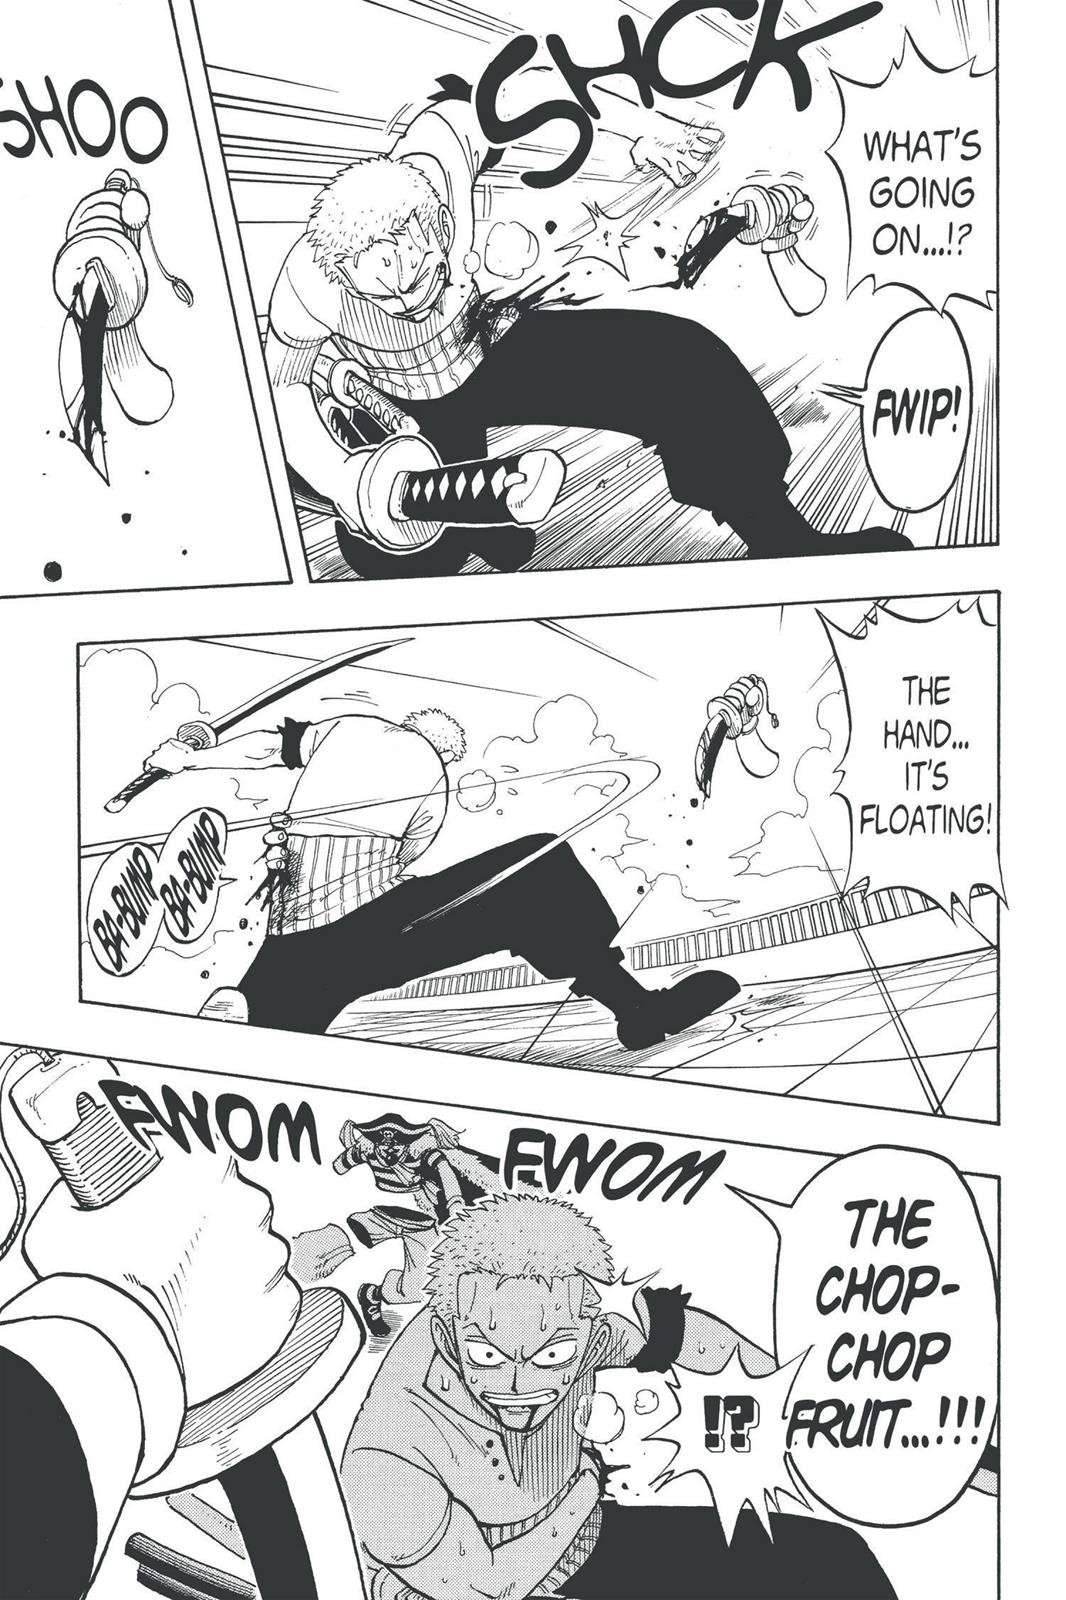 SHCK
WHAT'S
GOING
ON...!?
FWIP!
SHOO
THE
HAND...
IT'S
FLOATING!
BA-BUMP
BA-BUMP
THE
CHOP-
CHOP
FRUIT...!!!
!?
FWOM
FWOM